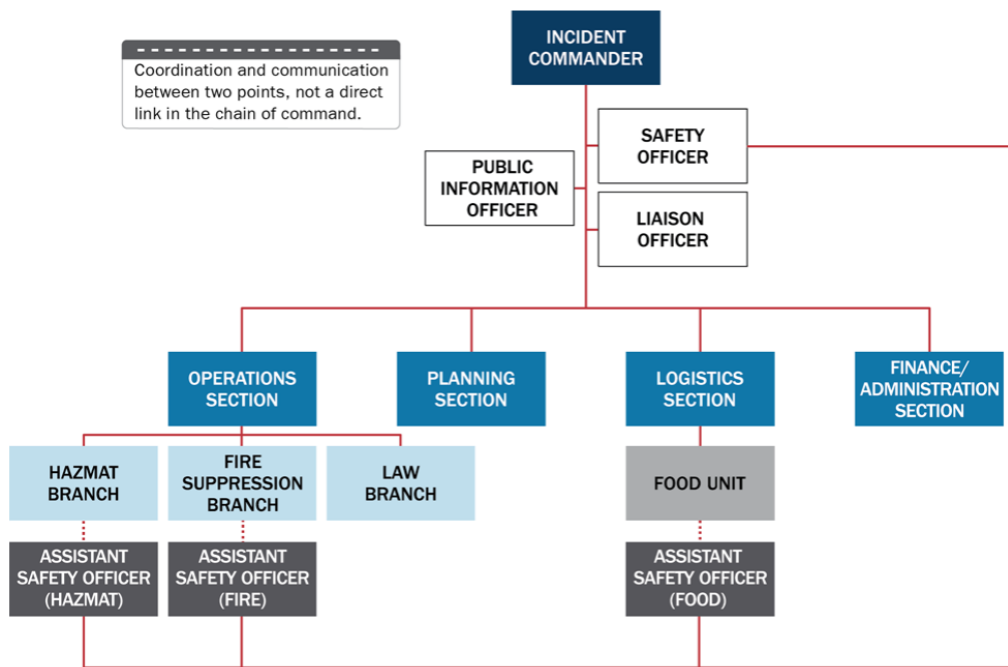 INCIDENT
COMMANDER
Coordination and communication
between two points, not a direct
link in the chain of command.
SAFETY
OFFICER
PUBLIC
INFORMATION
OFFICER
LIAISON
OFFICER
OPERATIONS
SECTION
PLANNING
SECTION
LOGISTICS
SECTION
FINANCE/
ADMINISTRATION
SECTION
HAZMAT
BRANCH
FIRE
SUPPRESSION
BRANCH
LAW
BRANCH
FOOD UNIT
ASSISTANT
SAFETY OFFICER
(HAZMAT)
ASSISTANT
SAFETY OFFICER
(FIRE)
ASSISTANT
SAFETY OFFICER
(FOOD)